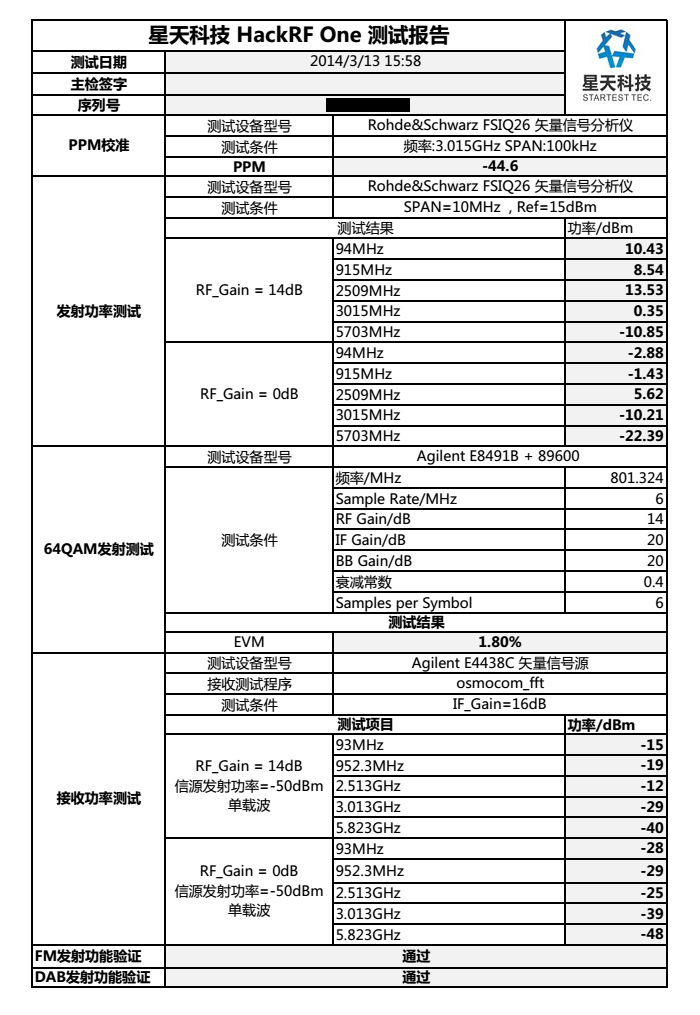 星天科技 HackRF One 测试报告
测试日期 2014/3/13 15:58
主检签字
序列号
星天科技
STARTEST TEC.
PPM校准
测试设备型号 Rohde&Schwarz FSIQ26 矢量信号分析仪
测试条件 频率:3.015GHz SPAN:100kHz
PPM -44.6
发射功率测试
测试设备型号 Rohde&Schwarz FSIQ26 矢量信号分析仪
测试条件 SPAN=10MHz , Ref=15dBm
测试结果 功率/dBm
RF_Gain = 14dB
94MHz 10.43
915MHz 8.54
2509MHz 13.53
3015MHz 0.35
5703MHz -10.85
RF_Gain = 0dB
94MHz -2.88
915MHz -1.43
2509MHz 5.62
3015MHz -10.21
5703MHz -22.39
64QAM发射测试
测试设备型号 Agilent E8491B + 89600
测试条件
频率/MHz 801.324
Sample Rate/MHz 6
RF Gain/dB 14
IF Gain/dB 20
BB Gain/dB 20
衰减常数 0.4
Samples per Symbol 6
测试结果
EVM 1.80%
接收功率测试
测试设备型号 Agilent E4438C 矢量信号源
接收测试程序 osmocom_fft
测试条件 IF_Gain=16dB
测试项目 功率/dBm
RF_Gain = 14dB
信源发射功率=-50dBm
单载波
93MHz -15
952.3MHz -19
2.513GHz -12
3.013GHz -29
5.823GHz -40
RF_Gain = 0dB
信源发射功率=-50dBm
单载波
93MHz -28
952.3MHz -29
2.513GHz -25
3.013GHz -39
5.823GHz -48
FM发射功能验证 通过
DAB发射功能验证 通过